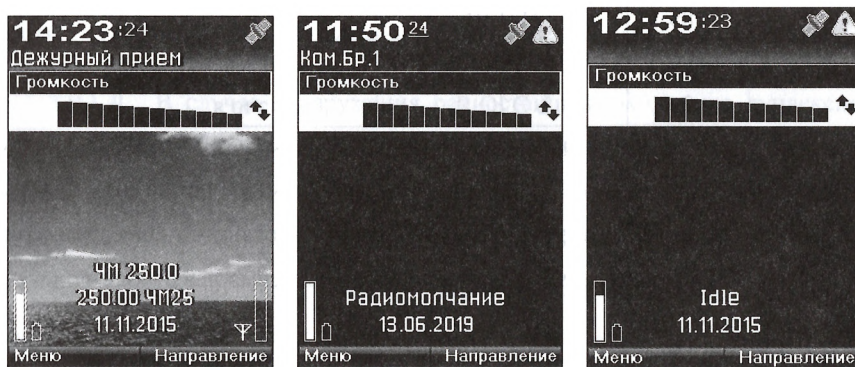 14:23:24
Дежурный прием
Громкость
ЧМ 250.0
250.00 ЧМ25
11.11.2015
Меню Направление
11:50 24
Ком.Бр.1
Громкость
Радиомолчание
13.06.2019
Меню Направление
12:59:23
Громкость
Idle
11.11.2015
Меню Направление